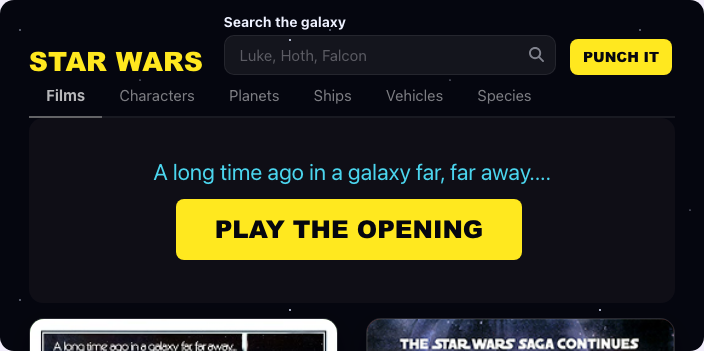 Search the galaxy
STAR WARS
Luke, Hoth, Falcon
PUNCH IT
Films
Characters
Planets
Ships
Vehicles
Species
A long time ago in a galaxy far, far away....
PLAY THE OPENING
A long time ago in a galaxy far, far away...
THE STAR WARS SAGA CONTINUES